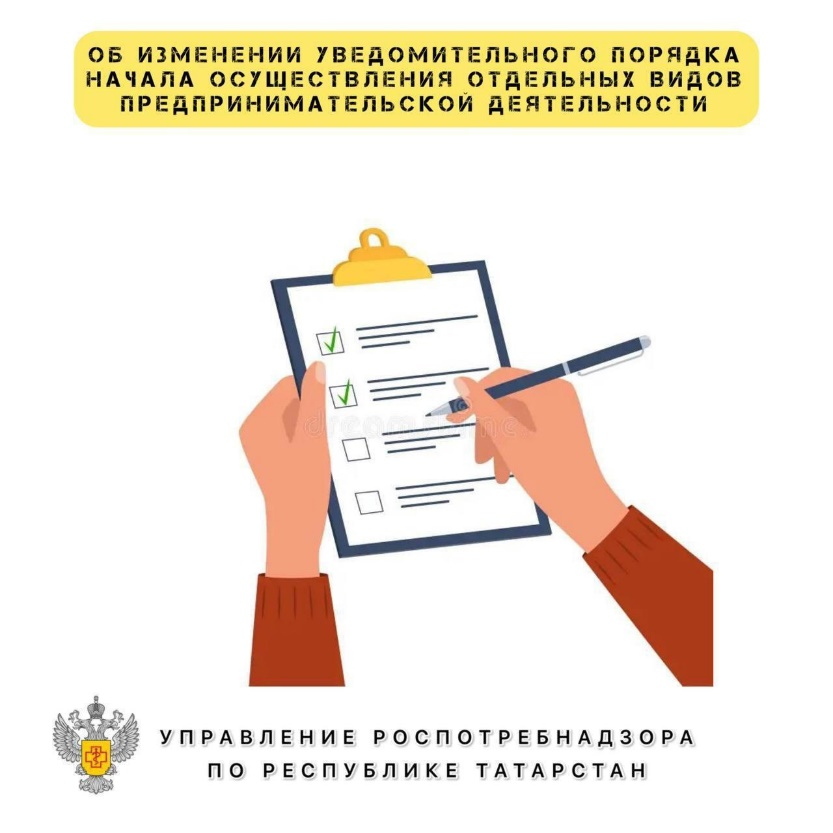 ОБ ИЗМЕНЕНИИ УВЕДОМИТЕЛЬНОГО ПОРЯДКА
НАЧАЛА ОСУЩЕСТВЛЕНИЯ ОТДЕЛЬНЫХ ВИДОВ
ПРЕДПРИНИМАТЕЛЬСКОЙ ДЕЯТЕЛЬНОСТИ
УПРАВЛЕНИЕ РОСПОТРЕБНАДЗОРА
ПО РЕСПУБЛИКЕ ТАТАРСТАН